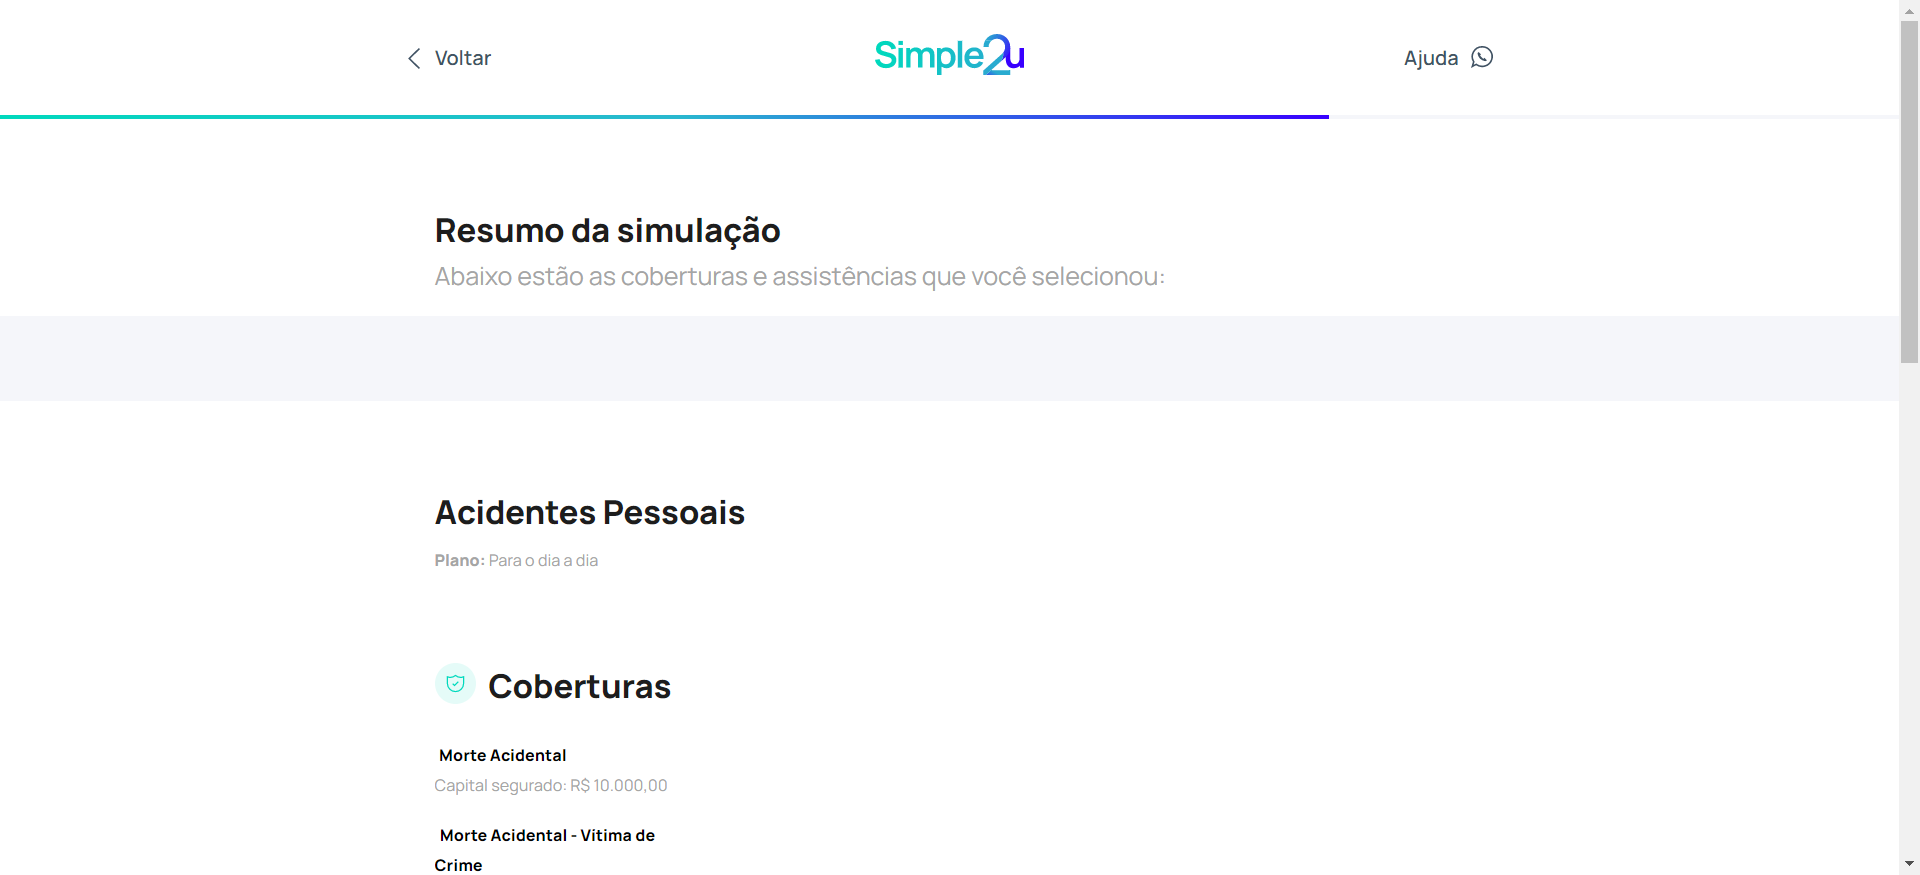 Voltar
Simple2u
Ajuda
Resumo da simulação
Abaixo estão as coberturas e assistências que você selecionou:
Acidentes Pessoais
Plano: Para o dia a dia
Coberturas
Morte Acidental
Capital segurado: R$ 10.000,00
Morte Acidental - Vítima de
Crime